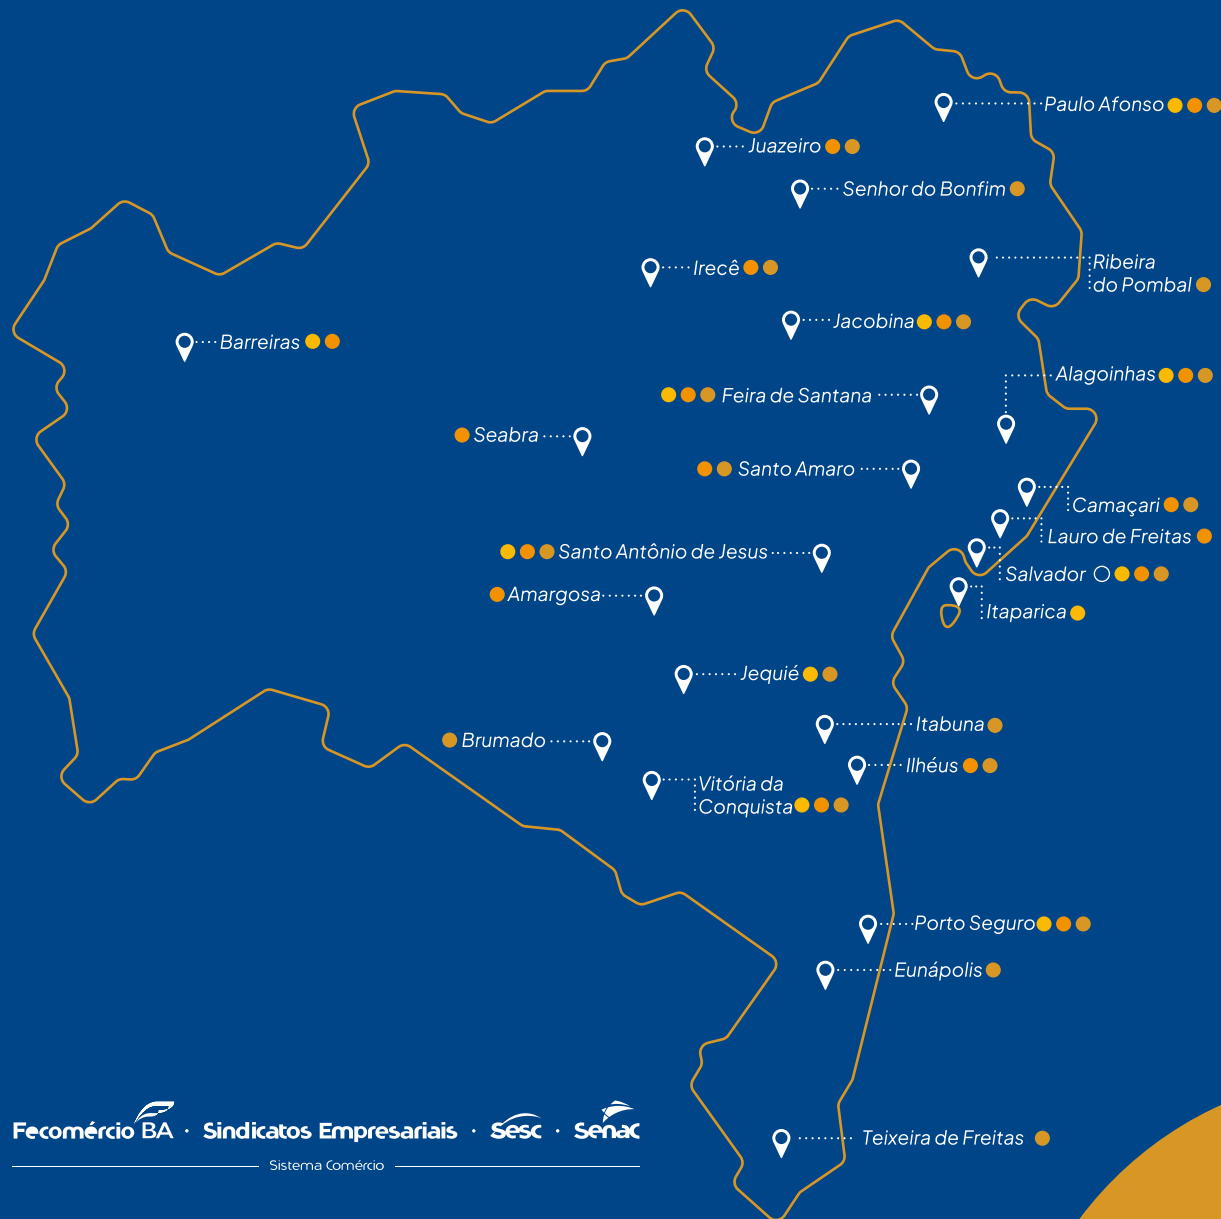 Paulo Afonso
Juazeiro
Senhor do Bonfim
Ribeira
do Pombal
Irecê
Jacobina
Barreiras
Alagoinhas
Feira de Santana
Seabra
Santo Amaro
Camaçari
Lauro de Freitas
Santo Antônio de Jesus
Salvador
Amargosa
Itaparica
Jequié
Itabuna
Brumado
Ilhéus
Vitória da
Conquista
Porto Seguro
Eunápolis
Teixeira de Freitas
Fecomércio BA · Sindicatos Empresariais · Sesc · Senac
Sistema Comércio